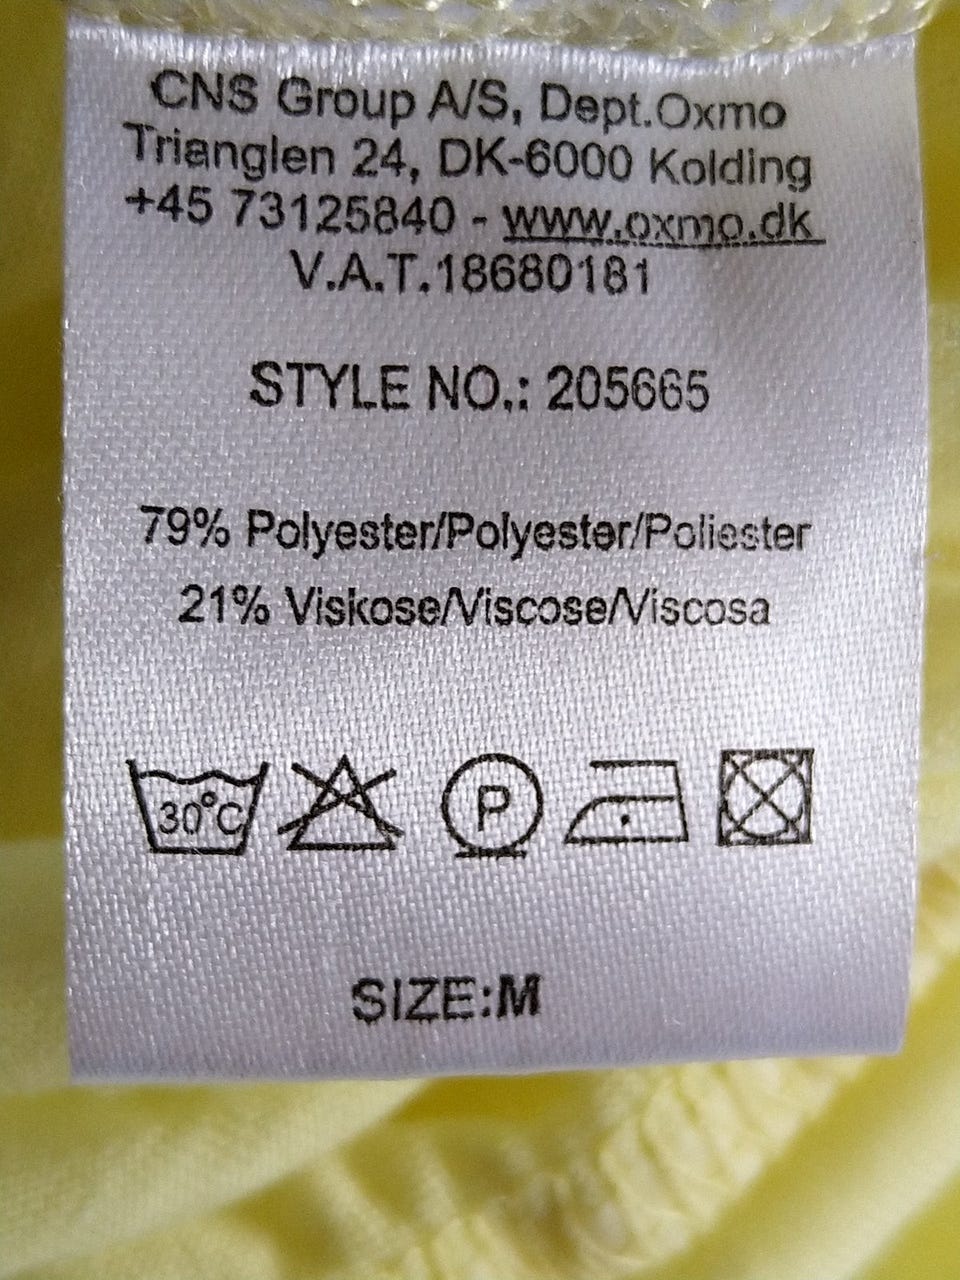 CNS Group A/S, Dept.Oxmo
Trianglen 24, DK-6000 Kolding
+45 73125840 - www.oxmo.dk
V.A.T.18680181
STYLE NO.: 205665
79% Polyester/Polyester/Poliester
21% Viskose/Viscose/Viscosa
30°C P
SIZE:M